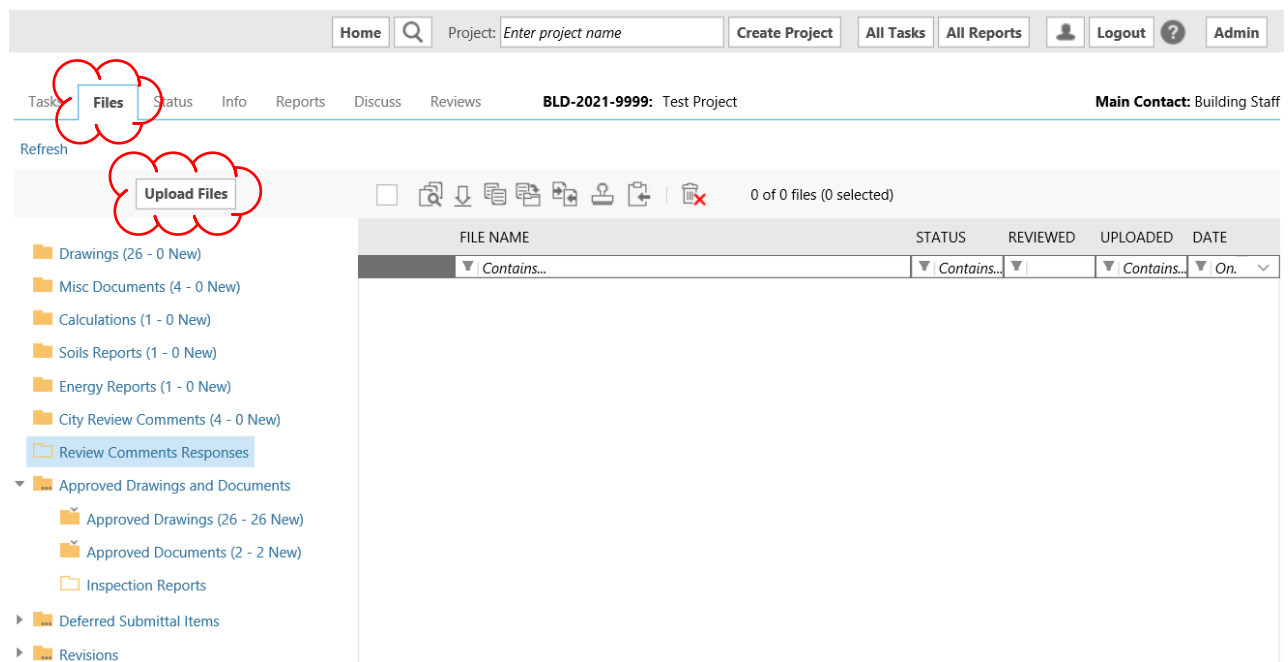 Home Project: Enter project name Create Project All Tasks All Reports Logout ? Admin
Tasks Files Status Info Reports Discuss Reviews BLD-2021-9999: Test Project Main Contact: Building Staff
Refresh
Upload Files 0 of 0 files (0 selected)
FILE NAME STATUS REVIEWED UPLOADED DATE
Contains... Contains... Contains... On.
Drawings (26 - 0 New)
Misc Documents (4 - 0 New)
Calculations (1 - 0 New)
Soils Reports (1 - 0 New)
Energy Reports (1 - 0 New)
City Review Comments (4 - 0 New)
Review Comments Responses
Approved Drawings and Documents
Approved Drawings (26 - 26 New)
Approved Documents (2 - 2 New)
Inspection Reports
Deferred Submittal Items
Revisions